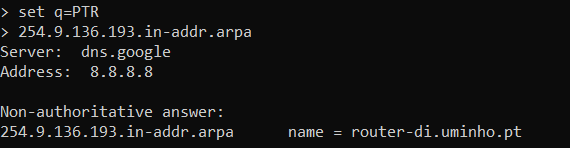 > set q=PTR
> 254.9.136.193.in-addr.arpa
Server:  dns.google
Address:  8.8.8.8

Non-authoritative answer:
254.9.136.193.in-addr.arpa      name = router-di.uminho.pt